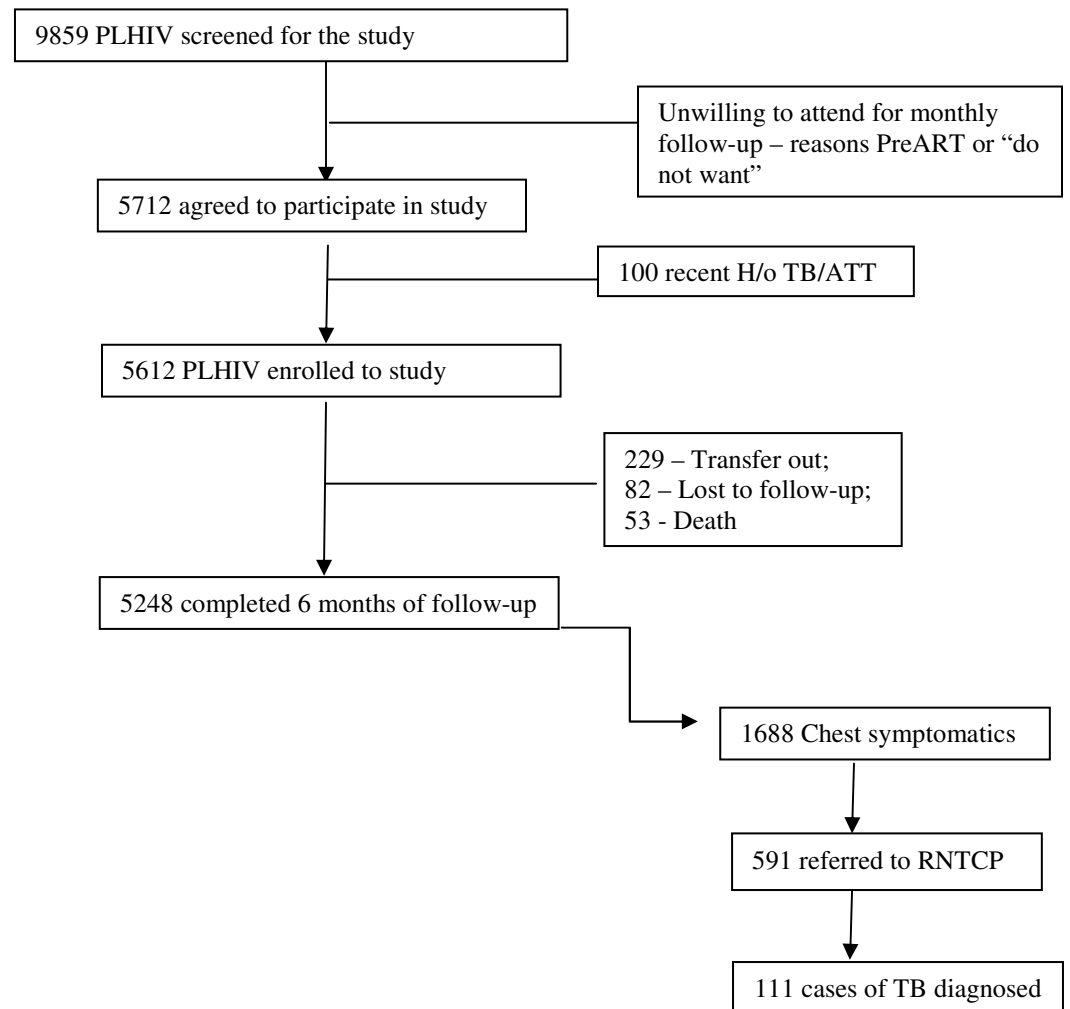 9859 PLHIV screened for the study
Unwilling to attend for monthly
follow-up – reasons PreART or “do
not want”
5712 agreed to participate in study
100 recent H/o TB/ATT
5612 PLHIV enrolled to study
229 – Transfer out;
82 – Lost to follow-up;
53 - Death
5248 completed 6 months of follow-up
1688 Chest symptomatics
591 referred to RNTCP
111 cases of TB diagnosed